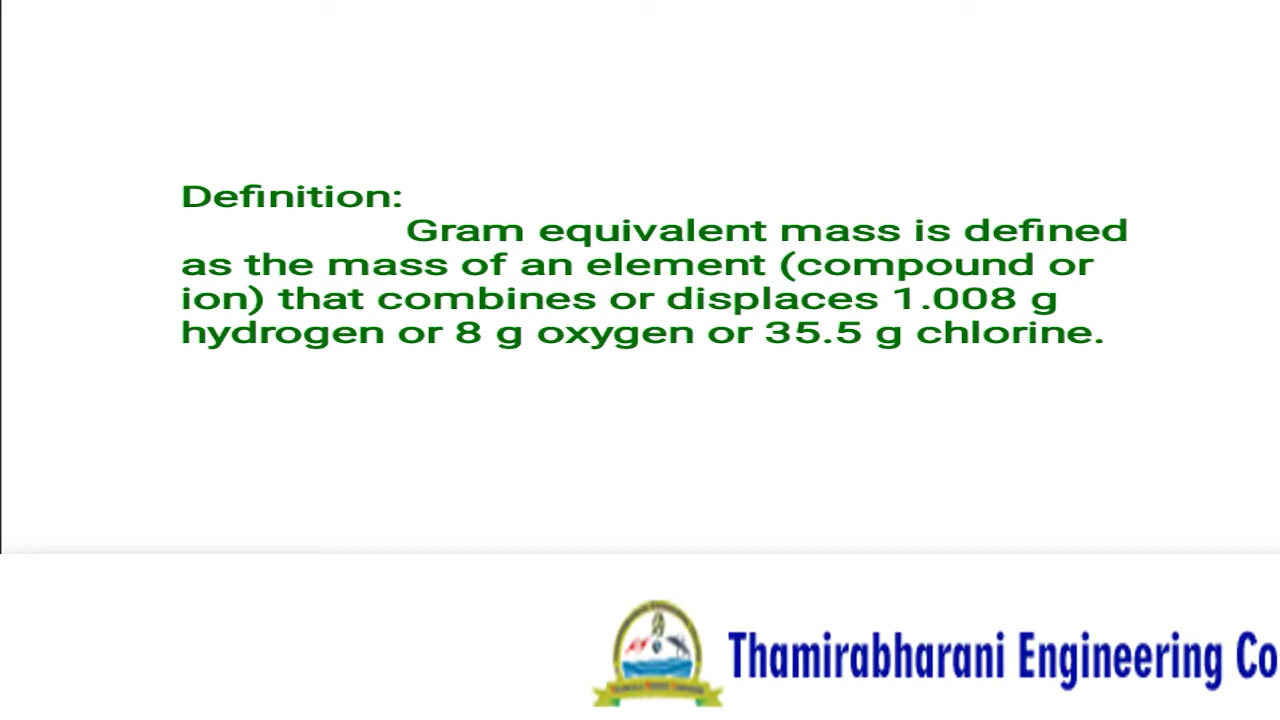 Definition:
Gram equivalent mass is defined
as the mass of an element (compound or
ion) that combines or displaces 1.008 g
hydrogen or 8 g oxygen or 35.5 g chlorine.
Thamirabharani Engineering Co